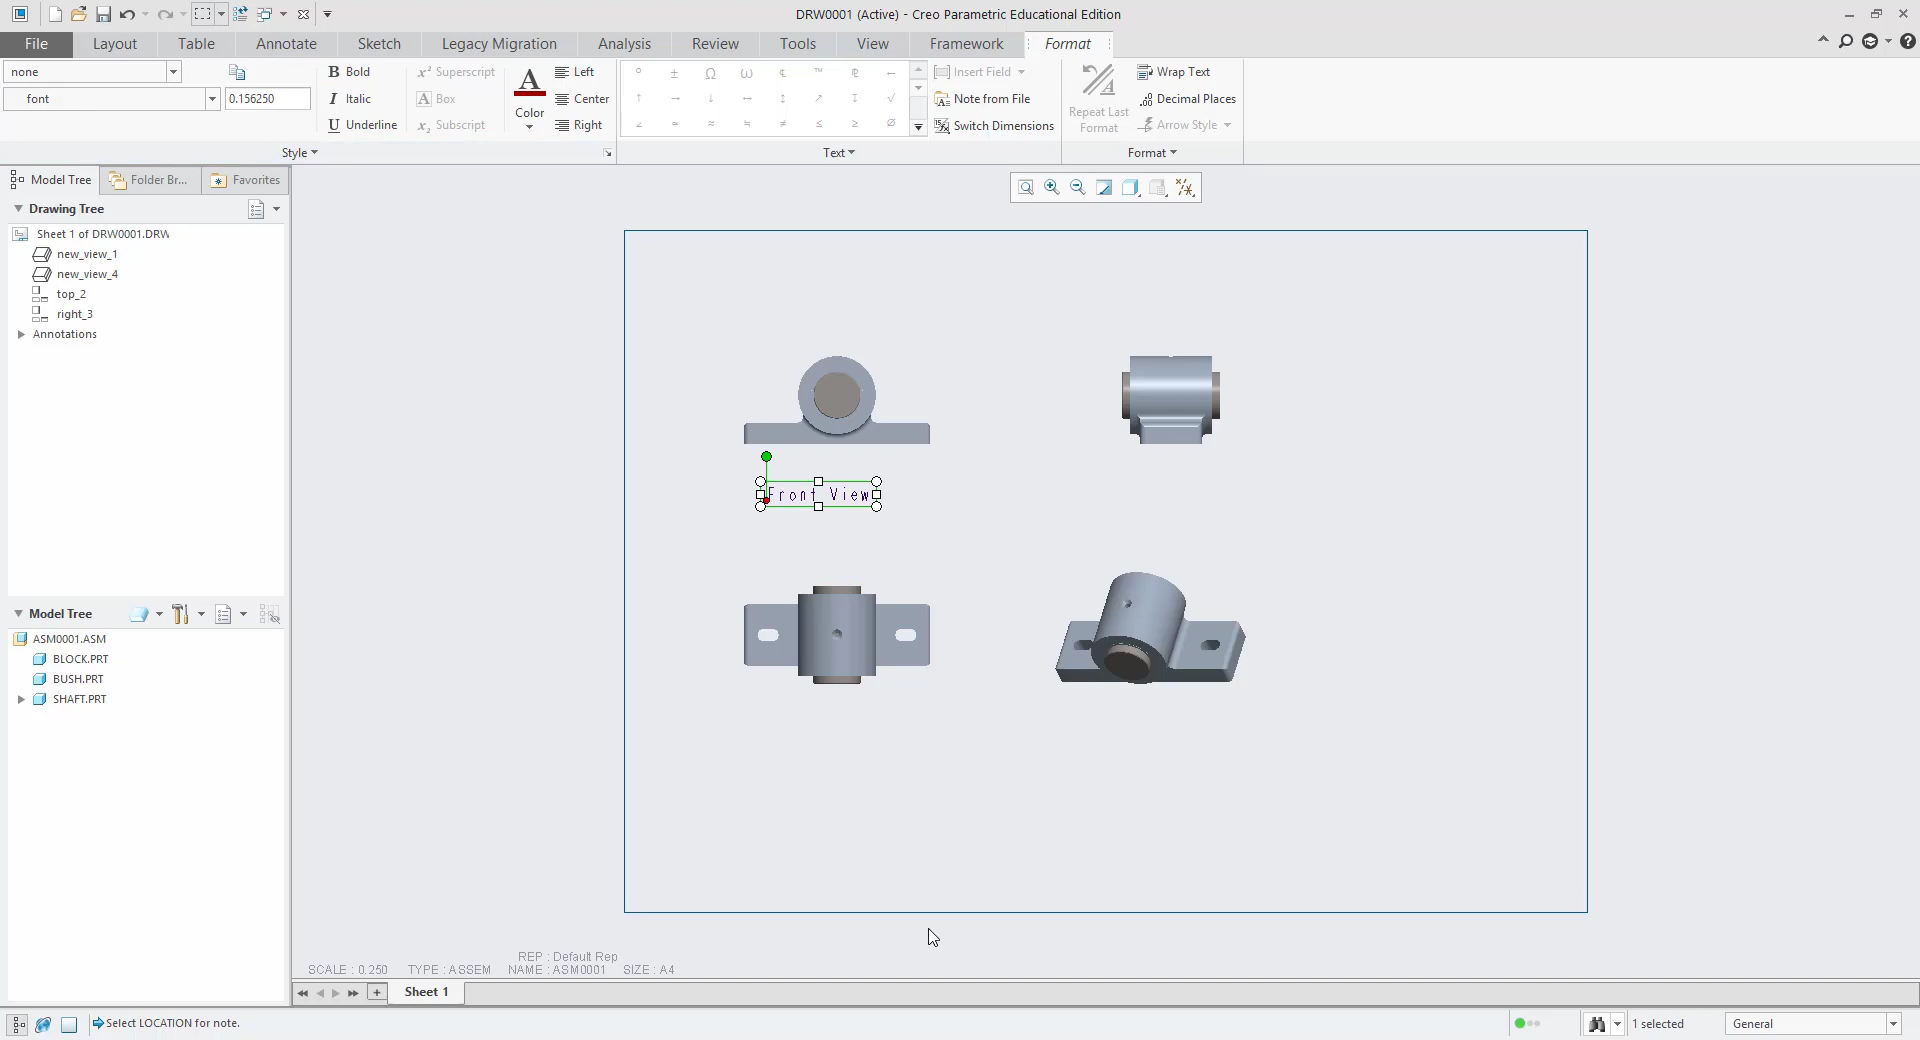 DRW0001 (Active) - Creo Parametric Educational Edition
File Layout Table Annotate Sketch Legacy Migration Analysis Review Tools View Framework Format
none
font 0.156250
B Bold
I Italic
U Underline
x² Superscript
A Box
x₂ Subscript
A Color
Left
Center
Right
° ± Ω ω ℄ ™ ←
↑ → ↓ ↔ ↕ ↗ ↧ √
∠ ≃ ≈ ≒ ≠ ≤ ≥ ∅
Insert Field
Note from File
Switch Dimensions
Repeat Last Format
Wrap Text
Decimal Places
Arrow Style
Style Text Format
Model Tree Folder Br... Favorites
Drawing Tree
Sheet 1 of DRW0001.DRW
new_view_1
new_view_4
top_2
right_3
Annotations
Front View
Model Tree
ASM0001.ASM
BLOCK.PRT
BUSH.PRT
SHAFT.PRT
REP : Default Rep
SCALE : 0.250 TYPE : ASSEM NAME : ASM0001 SIZE : A4
Sheet 1
Select LOCATION for note.
1 selected
General